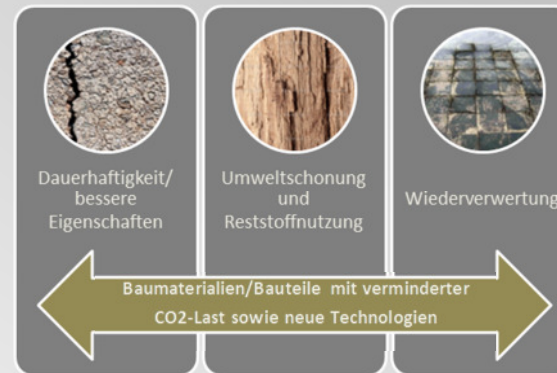 Dauerhaftigkeit/
bessere
Eigenschaften
Umweltschonung
und
Reststoffnutzung
Wiederverwertung
Baumaterialien/Bauteile mit verminderter
CO2-Last sowie neue Technologien